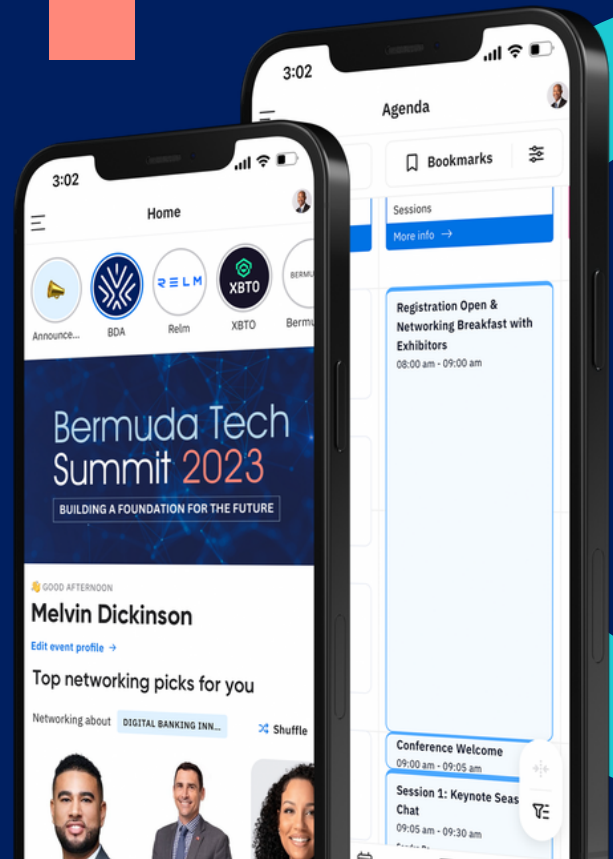 3:02
Home
Announce...
BDA
RELM
Relm
XBTO
XBTO
BERMU
Bermu
Bermuda Tech
Summit 2023
BUILDING A FOUNDATION FOR THE FUTURE
GOOD AFTERNOON
Melvin Dickinson
Edit event profile →
Top networking picks for you
Networking about
DIGITAL BANKING INN...
Shuffle
3:02
Agenda
Bookmarks
Sessions
More info →
Registration Open &
Networking Breakfast with
Exhibitors
08:00 am - 09:00 am
Conference Welcome
09:00 am - 09:05 am
Session 1: Keynote Seas
Chat
09:05 am - 09:30 am